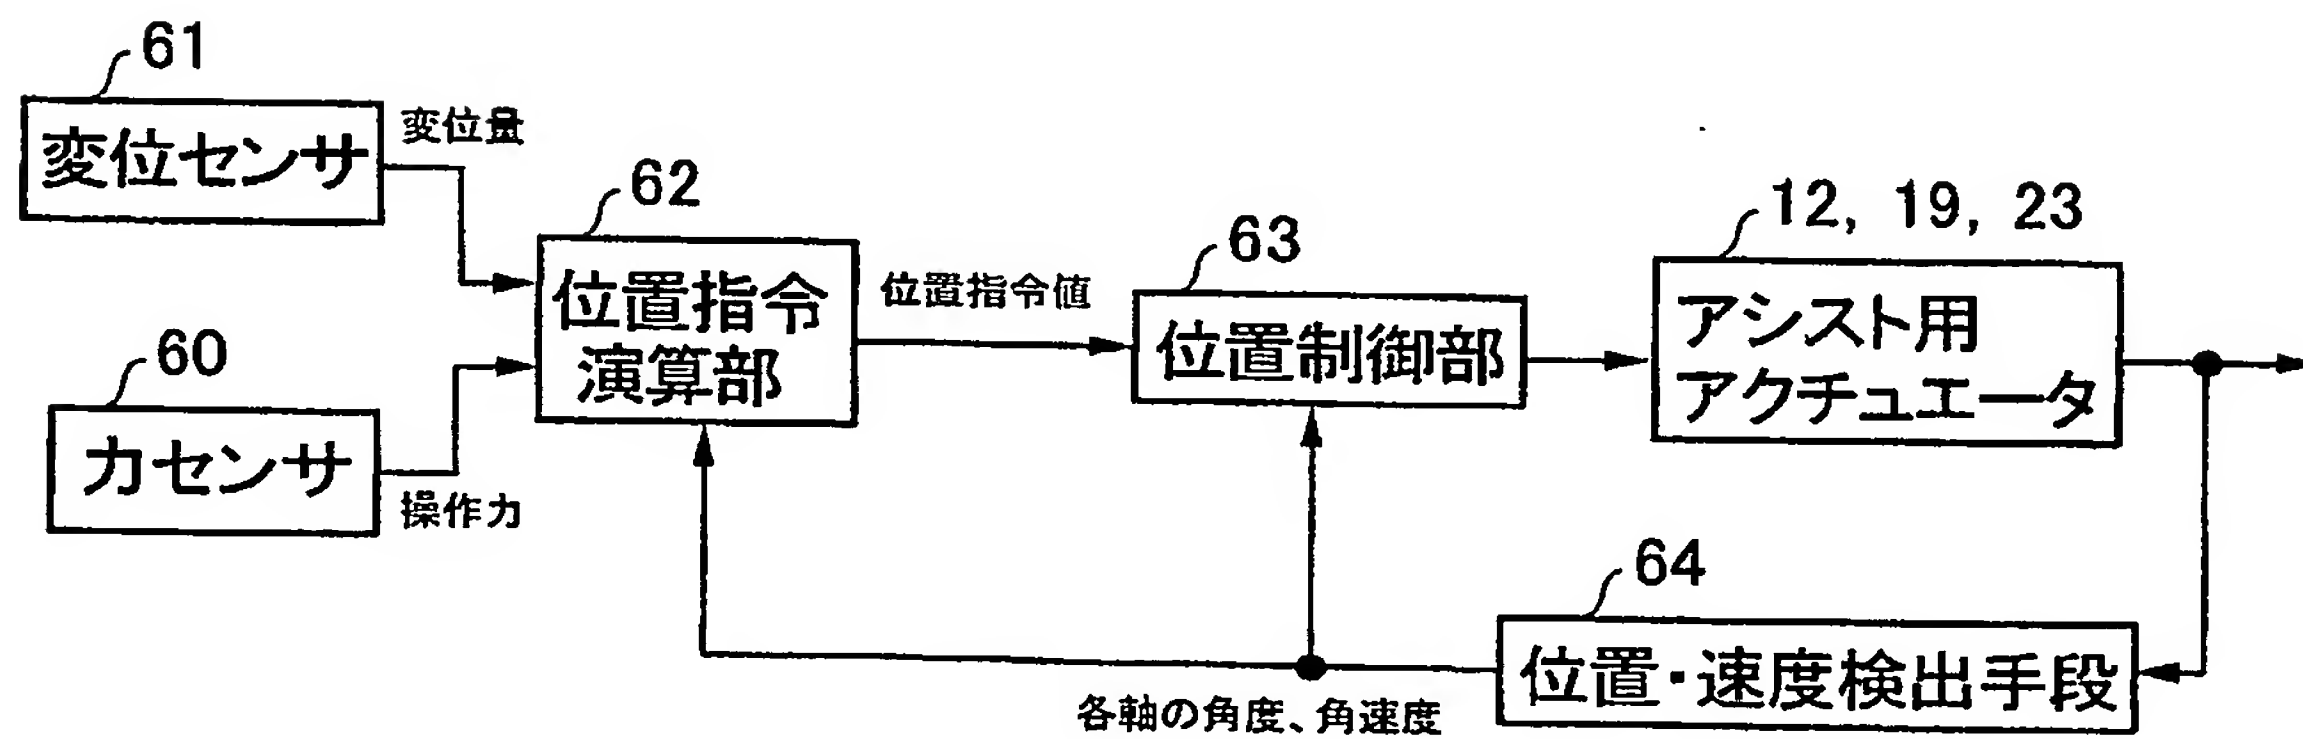 61
変位センサ
変位量
62
位置指令
演算部
60
力センサ
操作力
位置指令値
63
位置制御部
12, 19, 23
アシスト用
アクチュエータ
64
位置・速度検出手段
各軸の角度、角速度